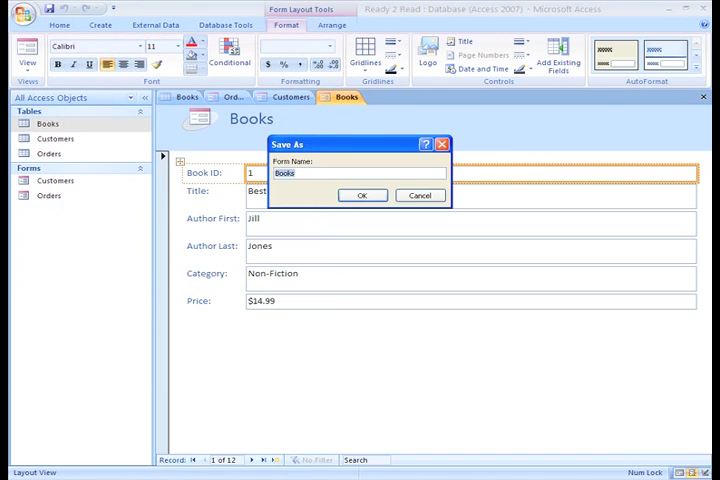 Form Layout Tools
Ready 2 Read : Database (Access 2007) - Microsoft Access
Home
Create
External Data
Database Tools
Format
Arrange
View
Views
Calibri
11
B I U
Conditional
Font
$ % ,
Formatting
Gridlines
Gridlines
Logo
Title
Page Numbers
Date and Time
Controls
Add Existing
Fields
AutoFormat
All Access Objects
Tables
Books
Customers
Orders
Forms
Customers
Orders
Books
Ord...
Customers
Books
Books
Save As
Form Name:
Books
OK
Cancel
Book ID: 1
Title: Best
Author First: Jill
Author Last: Jones
Category: Non-Fiction
Price: $14.99
Record: 1 of 12 No Filter Search
Layout View
Num Lock